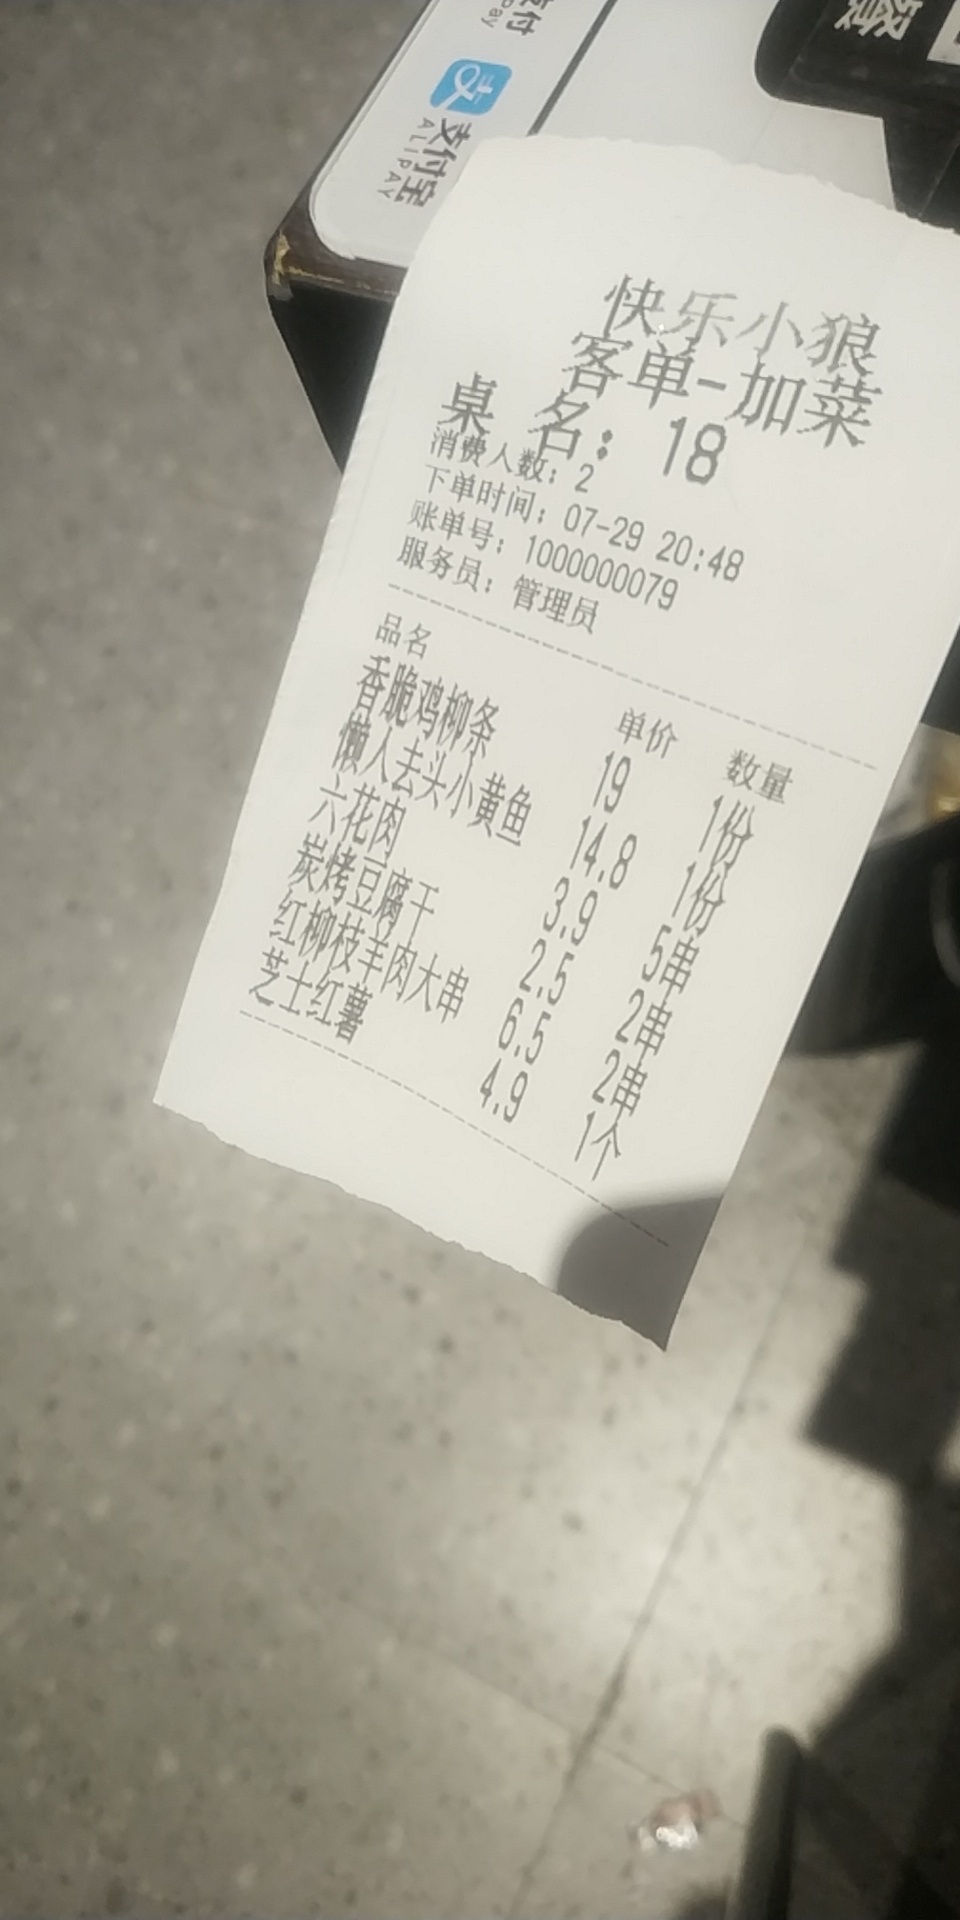 支付宝
ALIPAY
快乐小狼
客单-加菜
桌 名: 18
消费人数: 2
下单时间: 07-29 20:48
账单号: 1000000079
服务员: 管理员
品名 单价 数量
香脆鸡柳条 19 1份
懒人去头小黄鱼 14.8 1份
六花肉 3.9 5串
炭烤豆腐干 2.5 2串
红柳枝羊肉大串 6.5 2串
芝士红薯 4.9 1个